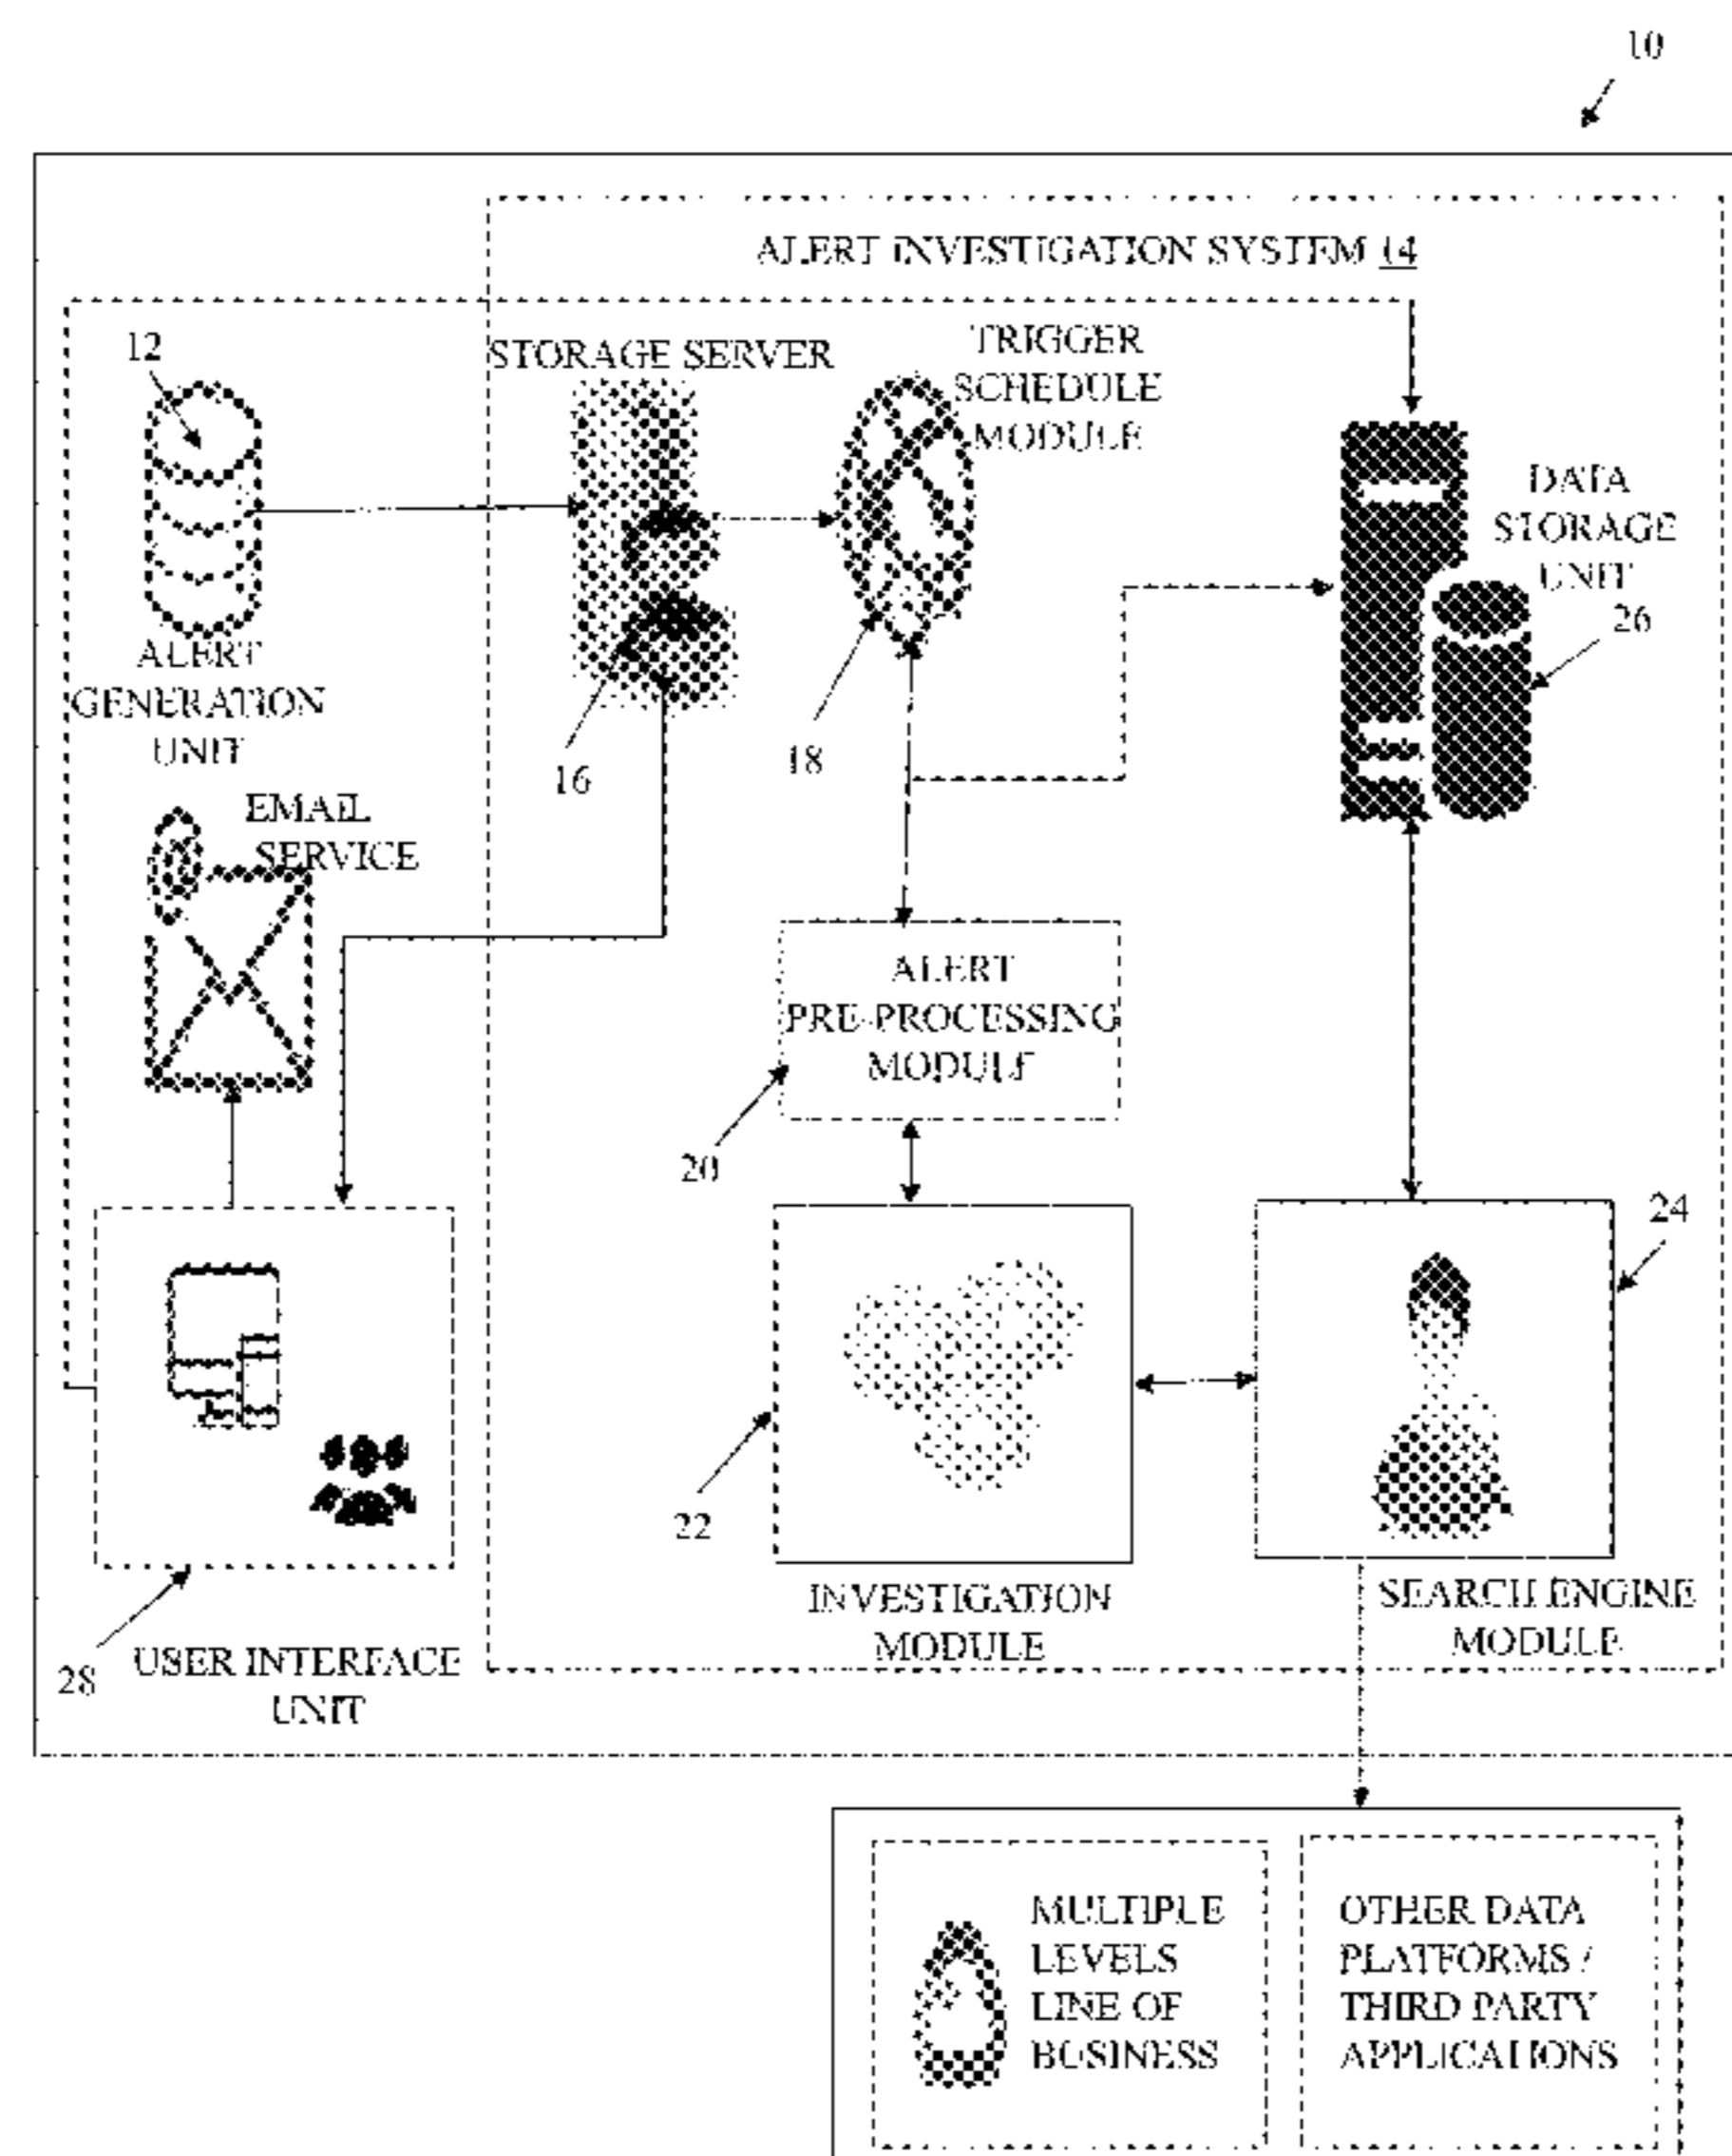 10
ALERT INVESTIGATION SYSTEM 14
12
STORAGE SERVER
TRIGGER
SCHEDULE
MODULE
DATA
STORAGE
UNIT
26
ALERT
GENERATION
UNIT
16
18
EMAIL
SERVICE
ALERT
PRE-PROCESSING
MODULE
20
24
22
28
USER INTERFACE
UNIT
INVESTIGATION
MODULE
SEARCH ENGINE
MODULE
MULTIPLE
LEVELS
LINE OF
BUSINESS
OTHER DATA
PLATFORMS /
THIRD PARTY
APPLICATIONS